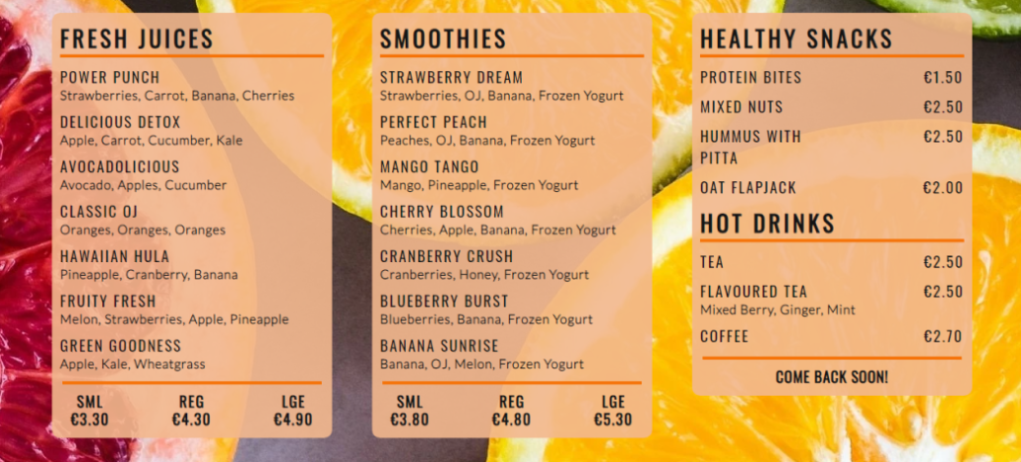 FRESH JUICES
POWER PUNCH
Strawberries, Carrot, Banana, Cherries
DELICIOUS DETOX
Apple, Carrot, Cucumber, Kale
AVOCADOLICIOUS
Avocado, Apples, Cucumber
CLASSIC OJ
Oranges, Oranges, Oranges
HAWAIIAN HULA
Pineapple, Cranberry, Banana
FRUITY FRESH
Melon, Strawberries, Apple, Pineapple
GREEN GOODNESS
Apple, Kale, Wheatgrass
SML REG LGE
€3.30 €4.30 €4.90
SMOOTHIES
STRAWBERRY DREAM
Strawberries, OJ, Banana, Frozen Yogurt
PERFECT PEACH
Peaches, OJ, Banana, Frozen Yogurt
MANGO TANGO
Mango, Pineapple, Frozen Yogurt
CHERRY BLOSSOM
Cherries, Apple, Banana, Frozen Yogurt
CRANBERRY CRUSH
Cranberries, Honey, Frozen Yogurt
BLUEBERRY BURST
Blueberries, Banana, Frozen Yogurt
BANANA SUNRISE
Banana, OJ, Melon, Frozen Yogurt
SML REG LGE
€3.80 €4.80 €5.30
HEALTHY SNACKS
PROTEIN BITES €1.50
MIXED NUTS €2.50
HUMMUS WITH €2.50
PITTA
OAT FLAPJACK €2.00
HOT DRINKS
TEA €2.50
FLAVOURED TEA €2.50
Mixed Berry, Ginger, Mint
COFFEE €2.70
COME BACK SOON!